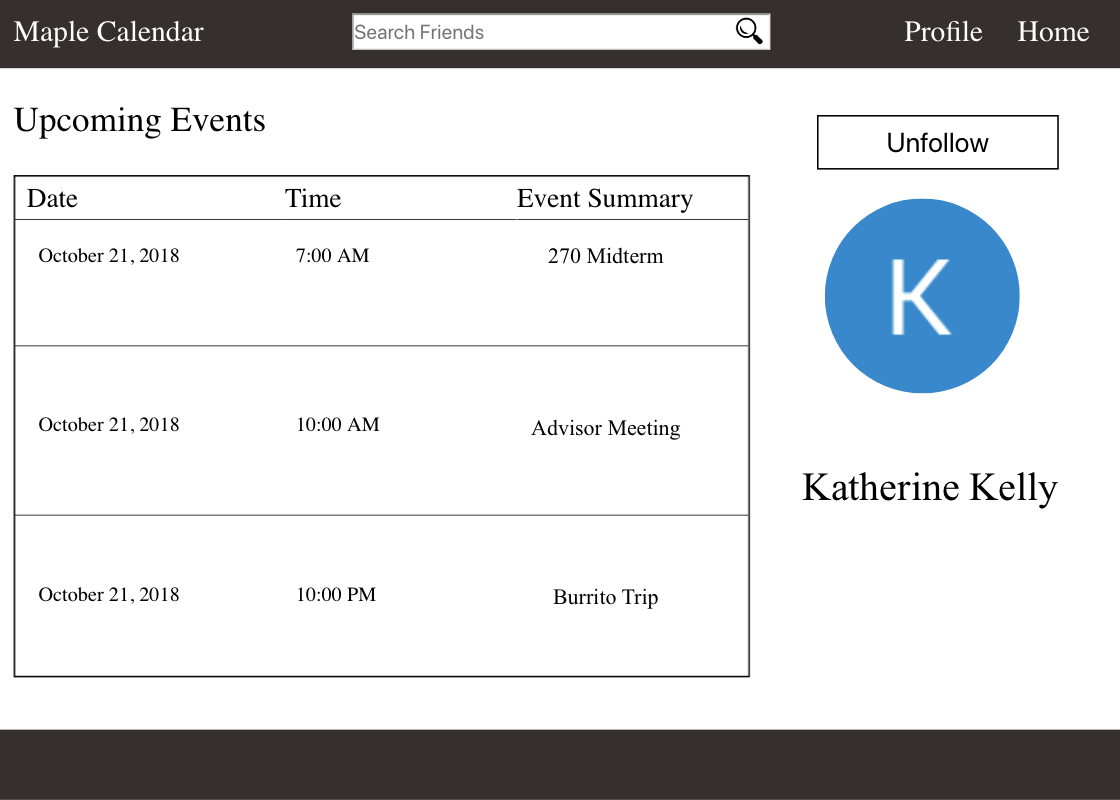 Maple Calendar Search Friends Profile Home
Upcoming Events
Unfollow
Date Time Event Summary
October 21, 2018 7:00 AM 270 Midterm
K
October 21, 2018 10:00 AM Advisor Meeting
Katherine Kelly
October 21, 2018 10:00 PM Burrito Trip